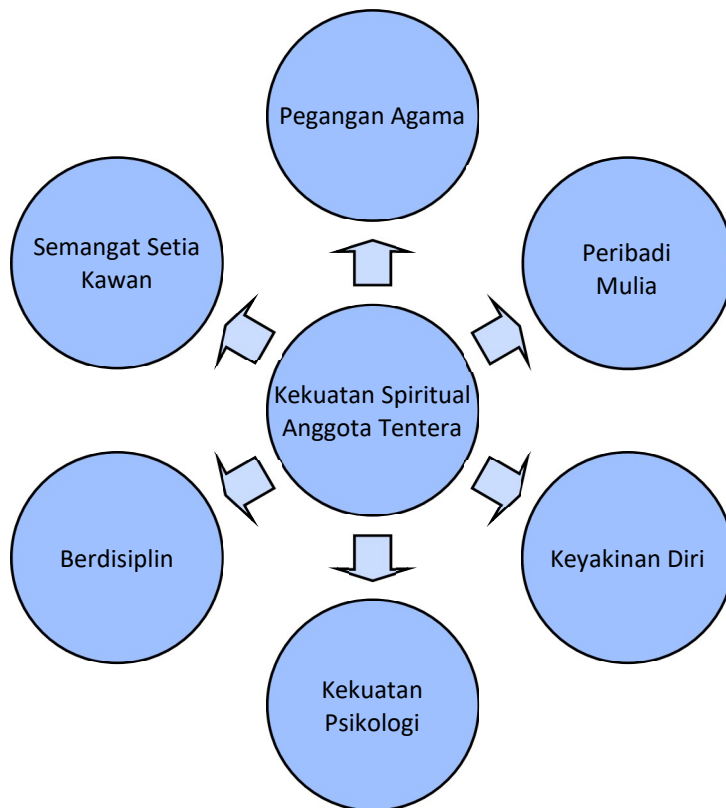 Pegangan Agama
Semangat Setia
Kawan
Peribadi
Mulia
Kekuatan Spiritual
Anggota Tentera
Berdisiplin
Keyakinan Diri
Kekuatan
Psikologi